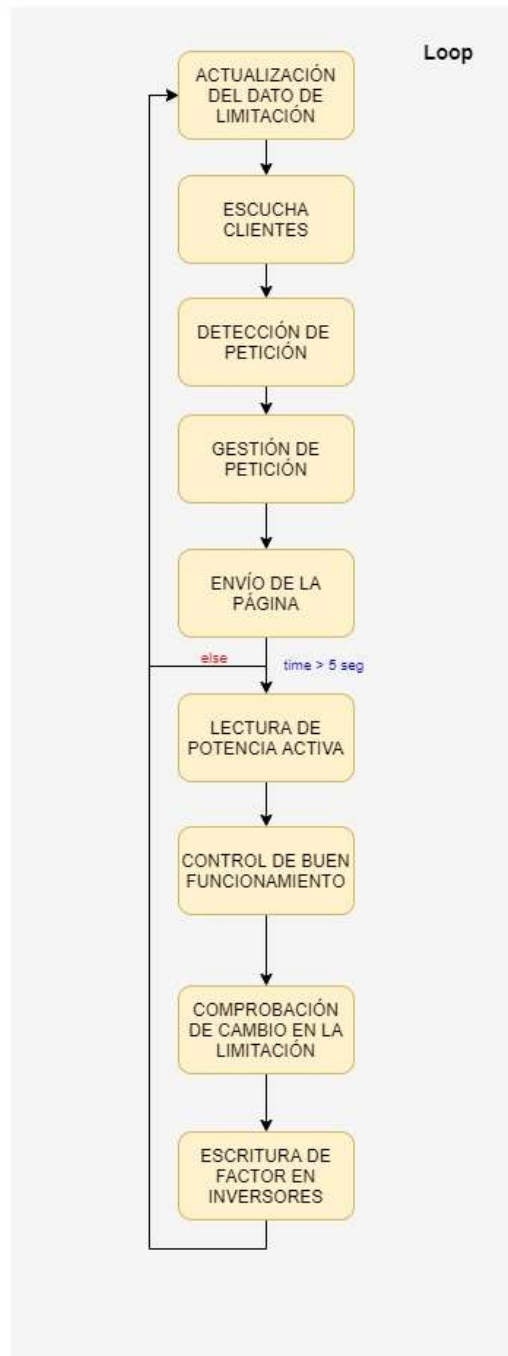 Loop
ACTUALIZACIÓN
DEL DATO DE
LIMITACIÓN
ESCUCHA
CLIENTES
DETECCIÓN DE
PETICIÓN
GESTIÓN DE
PETICIÓN
ENVÍO DE LA
PÁGINA
else
time > 5 seg
LECTURA DE
POTENCIA ACTIVA
CONTROL DE BUEN
FUNCIONAMIENTO
COMPROBACIÓN
DE CAMBIO EN LA
LIMITACIÓN
ESCRITURA DE
FACTOR EN
INVERSORES